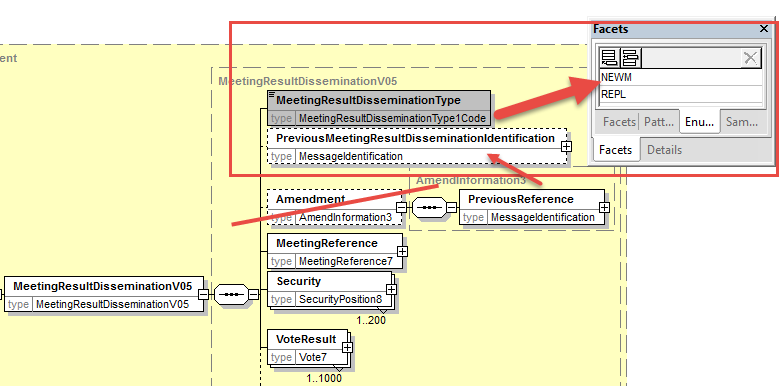 Facets
NEWM
REPL
Facets Patt... Enu... Sam...
Facets Details
ent
MeetingResultDisseminationV05
MeetingResultDisseminationType
type MeetingResultDisseminationType1Code
PreviousMeetingResultDisseminationIdentification
type MessageIdentification
AmendInformation3
Amendment
type AmendInformation3
PreviousReference
type MessageIdentification
MeetingReference
type MeetingReference7
MeetingResultDisseminationV05
type MeetingResultDisseminationV05
Security
type SecurityPosition8
1..200
VoteResult
type Vote7
1..1000